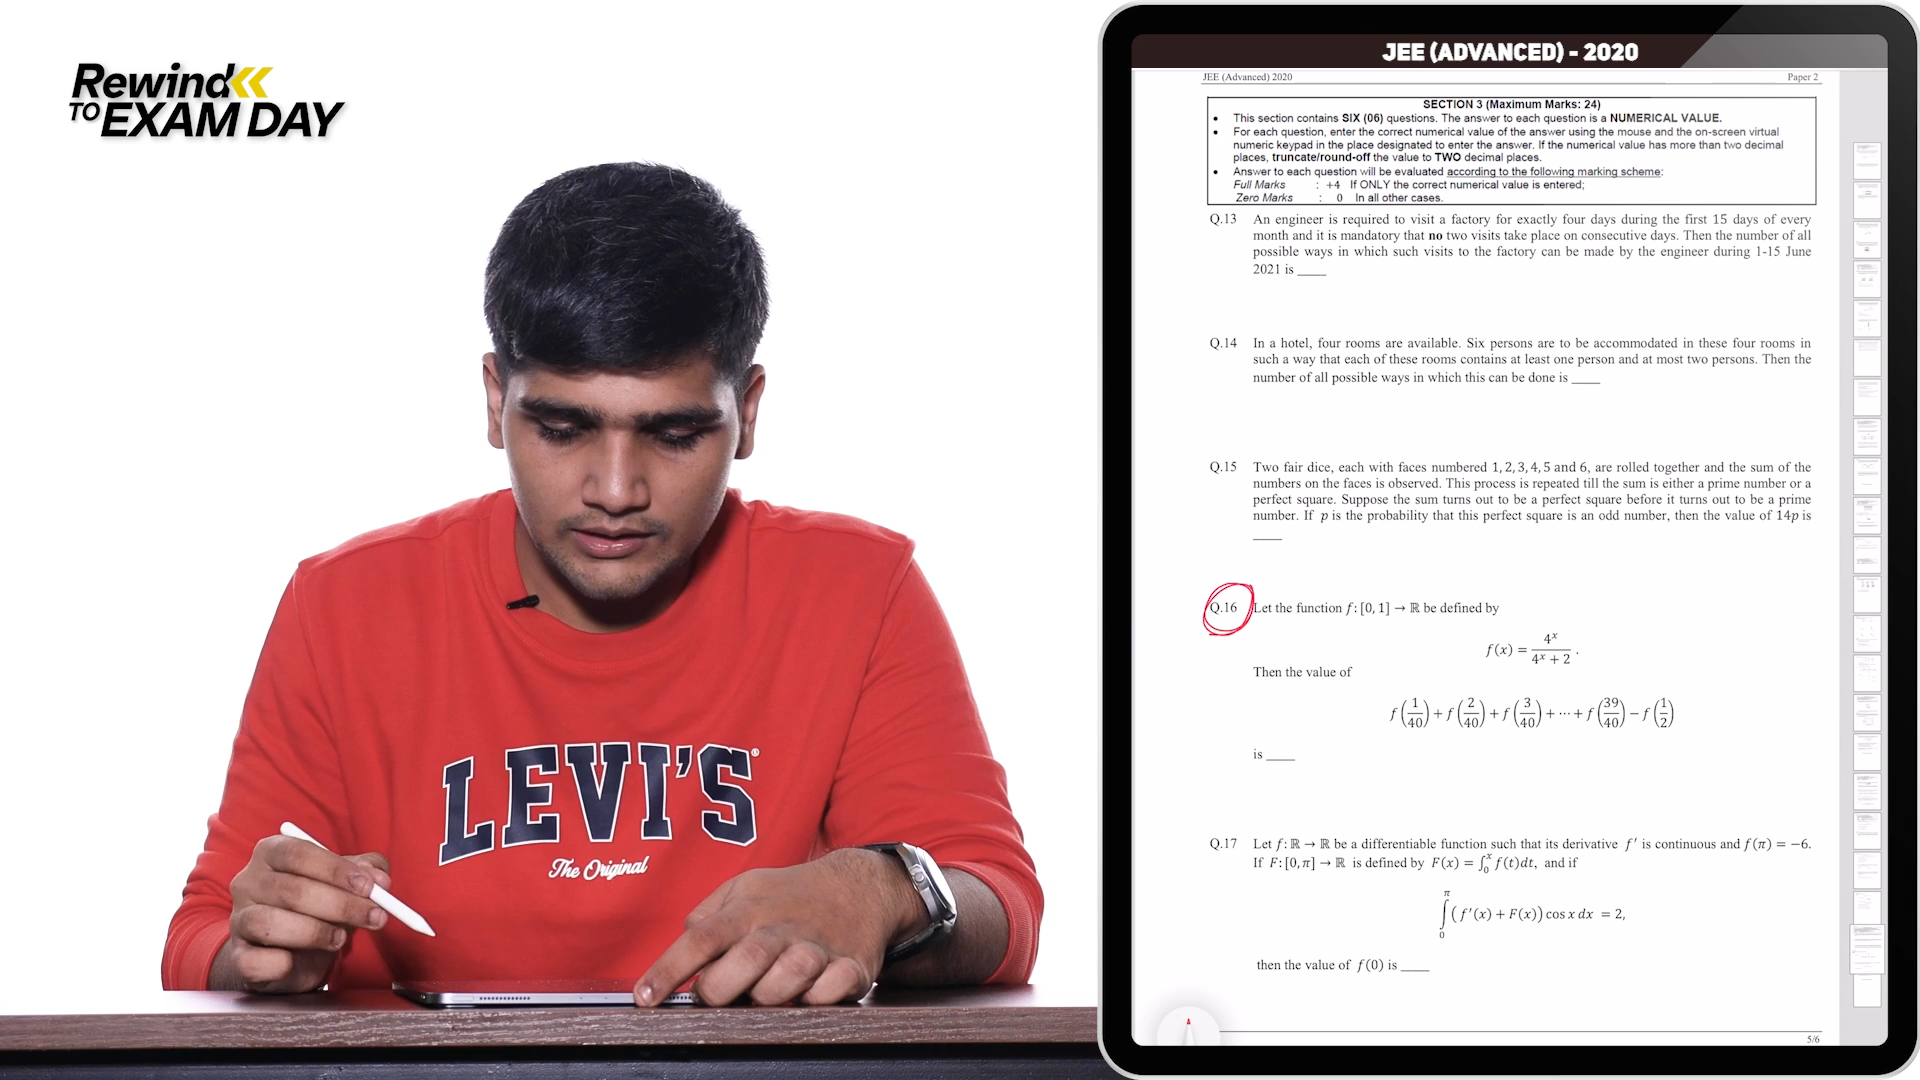 Rewind
TO EXAM DAY
LEVI'S
The Original
JEE (ADVANCED) - 2020
JEE (Advanced) 2020 Paper 2
SECTION 3 (Maximum Marks: 24)
• This section contains SIX (06) questions. The answer to each question is a NUMERICAL VALUE.
• For each question, enter the correct numerical value of the answer using the mouse and the on-screen virtual
numeric keypad in the place designated to enter the answer. If the numerical value has more than two decimal
places, truncate/round-off the value to TWO decimal places.
• Answer to each question will be evaluated according to the following marking scheme:
Full Marks : +4 If ONLY the correct numerical value is entered;
Zero Marks : 0 In all other cases.
Q.13 An engineer is required to visit a factory for exactly four days during the first 15 days of every
month and it is mandatory that no two visits take place on consecutive days. Then the number of all
possible ways in which such visits to the factory can be made by the engineer during 1-15 June
2021 is ____
Q.14 In a hotel, four rooms are available. Six persons are to be accommodated in these four rooms in
such a way that each of these rooms contains at least one person and at most two persons. Then the
number of all possible ways in which this can be done is ____
Q.15 Two fair dice, each with faces numbered 1, 2, 3, 4, 5 and 6, are rolled together and the sum of the
numbers on the faces is observed. This process is repeated till the sum is either a prime number or a
perfect square. Suppose the sum turns out to be a perfect square before it turns out to be a prime
number. If p is the probability that this perfect square is an odd number, then the value of 14p is
____
Q.16 Let the function f: [0, 1] → ℝ be defined by
f(x) = 4^x / (4^x + 2) .
Then the value of
f(1/40) + f(2/40) + f(3/40) + ⋯ + f(39/40) − f(1/2)
is ____
Q.17 Let f: ℝ → ℝ be a differentiable function such that its derivative f′ is continuous and f(π) = −6.
If F: [0, π] → ℝ is defined by F(x) = ∫₀ˣ f(t)dt, and if
∫₀^π (f′(x) + F(x)) cos x dx = 2,
then the value of f(0) is ____
5/6